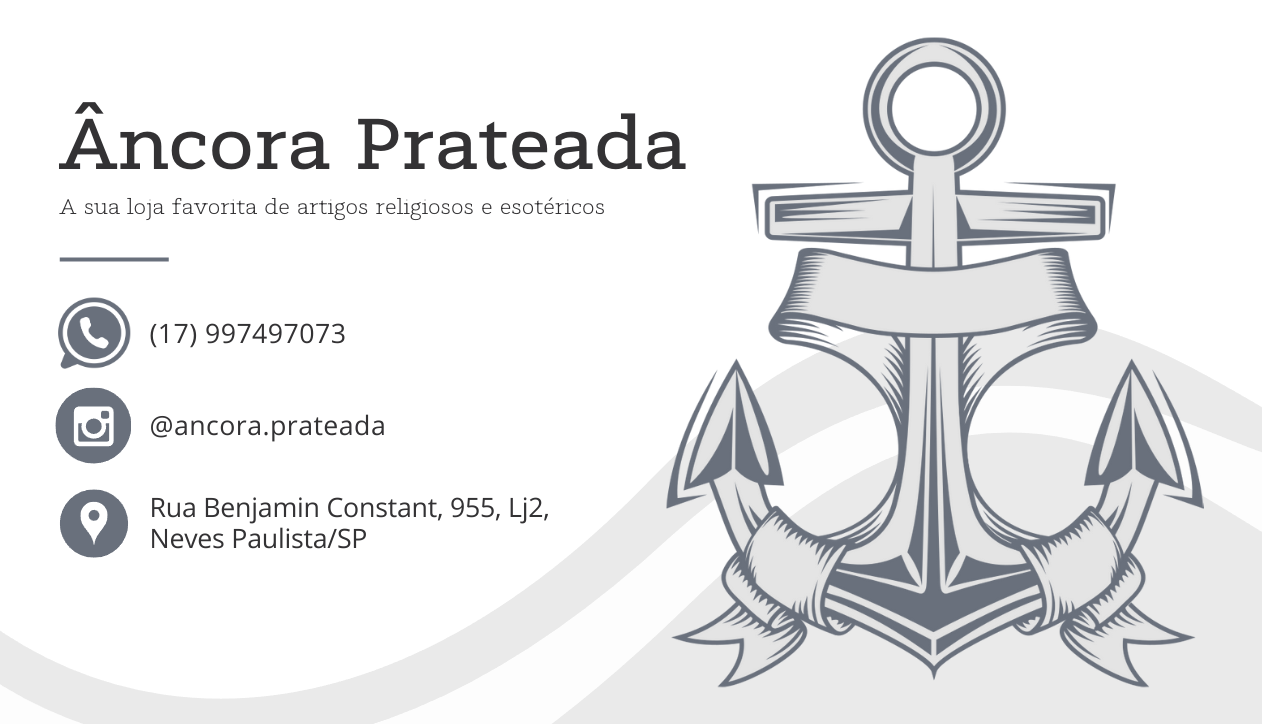 Âncora Prateada
A sua loja favorita de artigos religiosos e esotéricos
(17) 997497073
@ancora.prateada
Rua Benjamin Constant, 955, Lj2,
Neves Paulista/SP